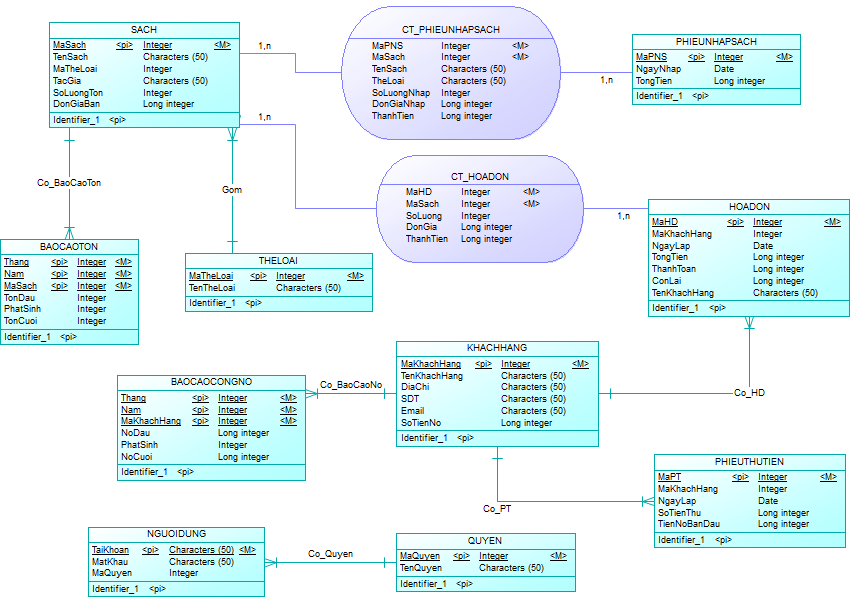 SACH
MaSach <pi> Integer <M>
TenSach Characters (50)
MaTheLoai Integer
TacGia Characters (50)
SoLuongTon Integer
DonGiaBan Long integer
Identifier_1 <pi>
1,n
CT_PHIEUNHAPSACH
MaPNS Integer <M>
MaSach Integer <M>
TenSach Characters (50)
TheLoai Characters (50)
SoLuongNhap Integer
DonGiaNhap Long integer
ThanhTien Long integer
1,n
PHIEUNHAPSACH
MaPNS <pi> Integer <M>
NgayNhap Date
TongTien Long integer
Identifier_1 <pi>
1,n
CT_HOADON
MaHD Integer <M>
MaSach Integer <M>
SoLuong Integer
DonGia Long integer
ThanhTien Long integer
1,n
HOADON
MaHD <pi> Integer <M>
MaKhachHang Integer
NgayLap Date
TongTien Long integer
ThanhToan Long integer
ConLai Long integer
TenKhachHang Characters (50)
Identifier_1 <pi>
Co_BaoCaoTon
Gom
BAOCAOTON
Thang <pi> Integer <M>
Nam <pi> Integer <M>
MaSach <pi> Integer <M>
TonDau Integer
PhatSinh Integer
TonCuoi Integer
Identifier_1 <pi>
THELOAI
MaTheLoai <pi> Integer <M>
TenTheLoai Characters (50)
Identifier_1 <pi>
KHACHHANG
MaKhachHang <pi> Integer <M>
TenKhachHang Characters (50)
DiaChi Characters (50)
SDT Characters (50)
Email Characters (50)
SoTienNo Long integer
Identifier_1 <pi>
Co_BaoCaoNo
Co_HD
BAOCAOCONGNO
Thang <pi> Integer <M>
Nam <pi> Integer <M>
MaKhachHang <pi> Integer <M>
NoDau Long integer
PhatSinh Integer
NoCuoi Long integer
Identifier_1 <pi>
Co_PT
PHIEUTHUTIEN
MaPT <pi> Integer <M>
MaKhachHang Integer
NgayLap Date
SoTienThu Long integer
TienNoBanDau Long integer
Identifier_1 <pi>
NGUOIDUNG
TaiKhoan <pi> Characters (50) <M>
MatKhau Characters (50)
MaQuyen Integer
Identifier_1 <pi>
Co_Quyen
QUYEN
MaQuyen <pi> Integer <M>
TenQuyen Characters (50)
Identifier_1 <pi>